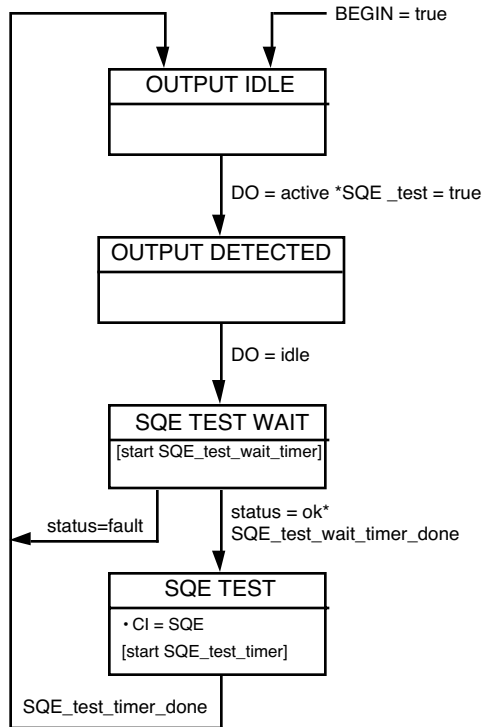 BEGIN = true
OUTPUT IDLE
DO = active *SQE _test = true
OUTPUT DETECTED
DO = idle
SQE TEST WAIT
[start SQE_test_wait_timer]
status=fault
status = ok*
SQE_test_wait_timer_done
SQE TEST
• CI = SQE
[start SQE_test_timer]
SQE_test_timer_done